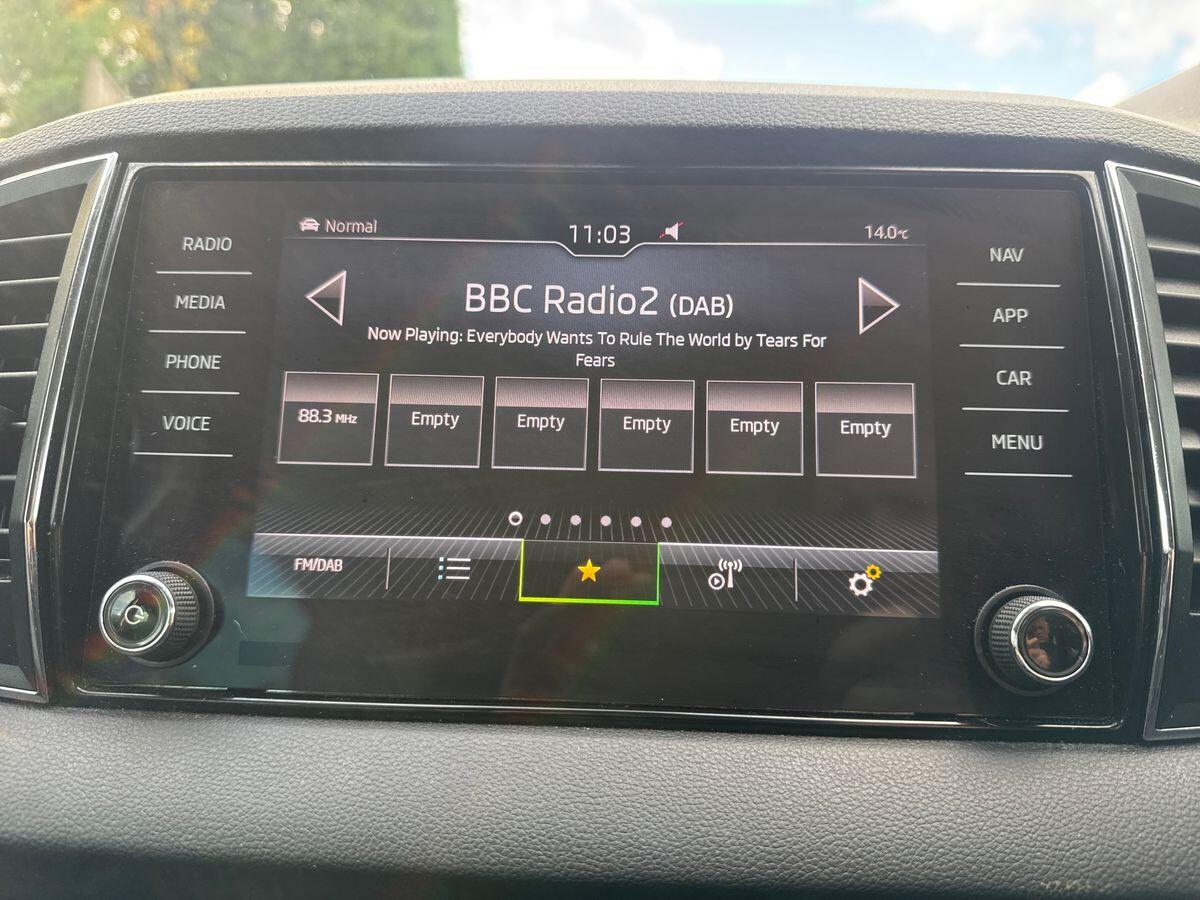 Normal
11:03
14.0°C
RADIO
MEDIA
PHONE
VOICE
NAV
APP
CAR
MENU
BBC Radio2 (DAB)
Now Playing: Everybody Wants To Rule The World by Tears For
Fears
88.3 MHz
Empty
Empty
Empty
Empty
Empty
FM/DAB